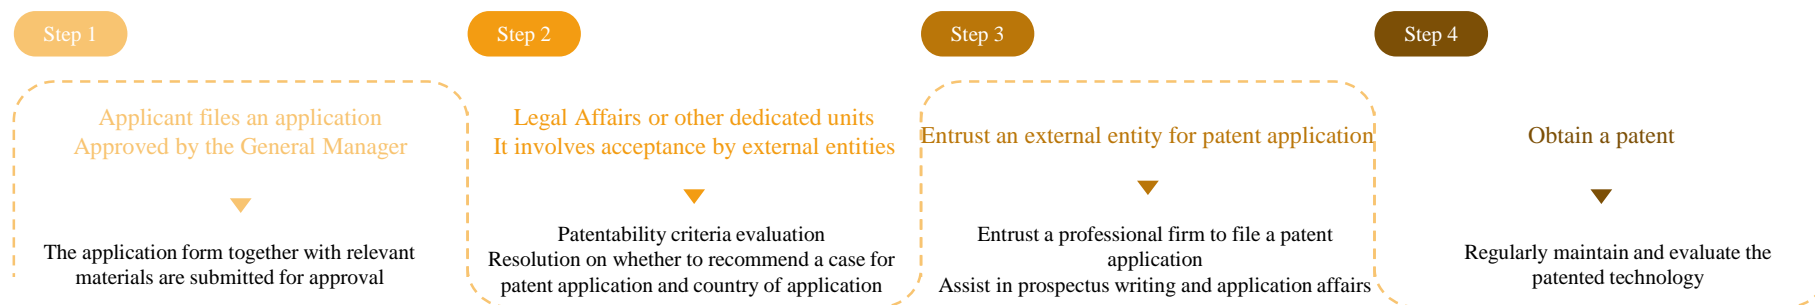 Step 1
Applicant files an application
Approved by the General Manager
The application form together with relevant
materials are submitted for approval
Step 2
Legal Affairs or other dedicated units
It involves acceptance by external entities
Patentability criteria evaluation
Resolution on whether to recommend a case for
patent application and country of application
Step 3
Entrust an external entity for patent application
Entrust a professional firm to file a patent
application
Assist in prospectus writing and application affairs
Step 4
Obtain a patent
Regularly maintain and evaluate the
patented technology